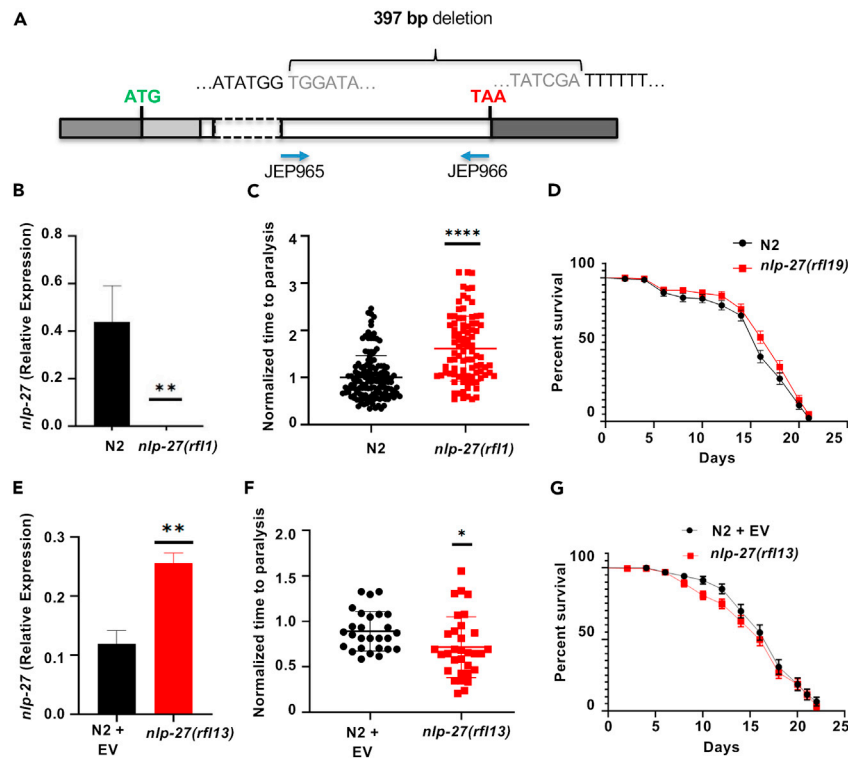 A
397 bp deletion
...ATATGG TGGATA... ...TATCGA TTTTTT...
ATG TAA
JEP965 JEP966
B
nlp-27 (Relative Expression)
0.8
0.6
0.4
0.2
0.0
**
N2 nlp-27(rfl1)
C
Normalized time to paralysis
4
3
2
1
0
****
N2 nlp-27(rfl1)
D
N2
nlp-27(rfl19)
Percent survival
100
50
0
0 5 10 15 20 25
Days
E
nlp-27 (Relative Expression)
0.3
0.2
0.1
0.0
**
N2 + nlp-27(rfl13)
EV
F
Normalized time to paralysis
2.0
1.5
1.0
0.5
0.0
*
N2 + nlp-27(rfl13)
EV
G
N2 + EV
nlp-27(rfl13)
Percent survival
100
50
0
0 5 10 15 20 25
Days